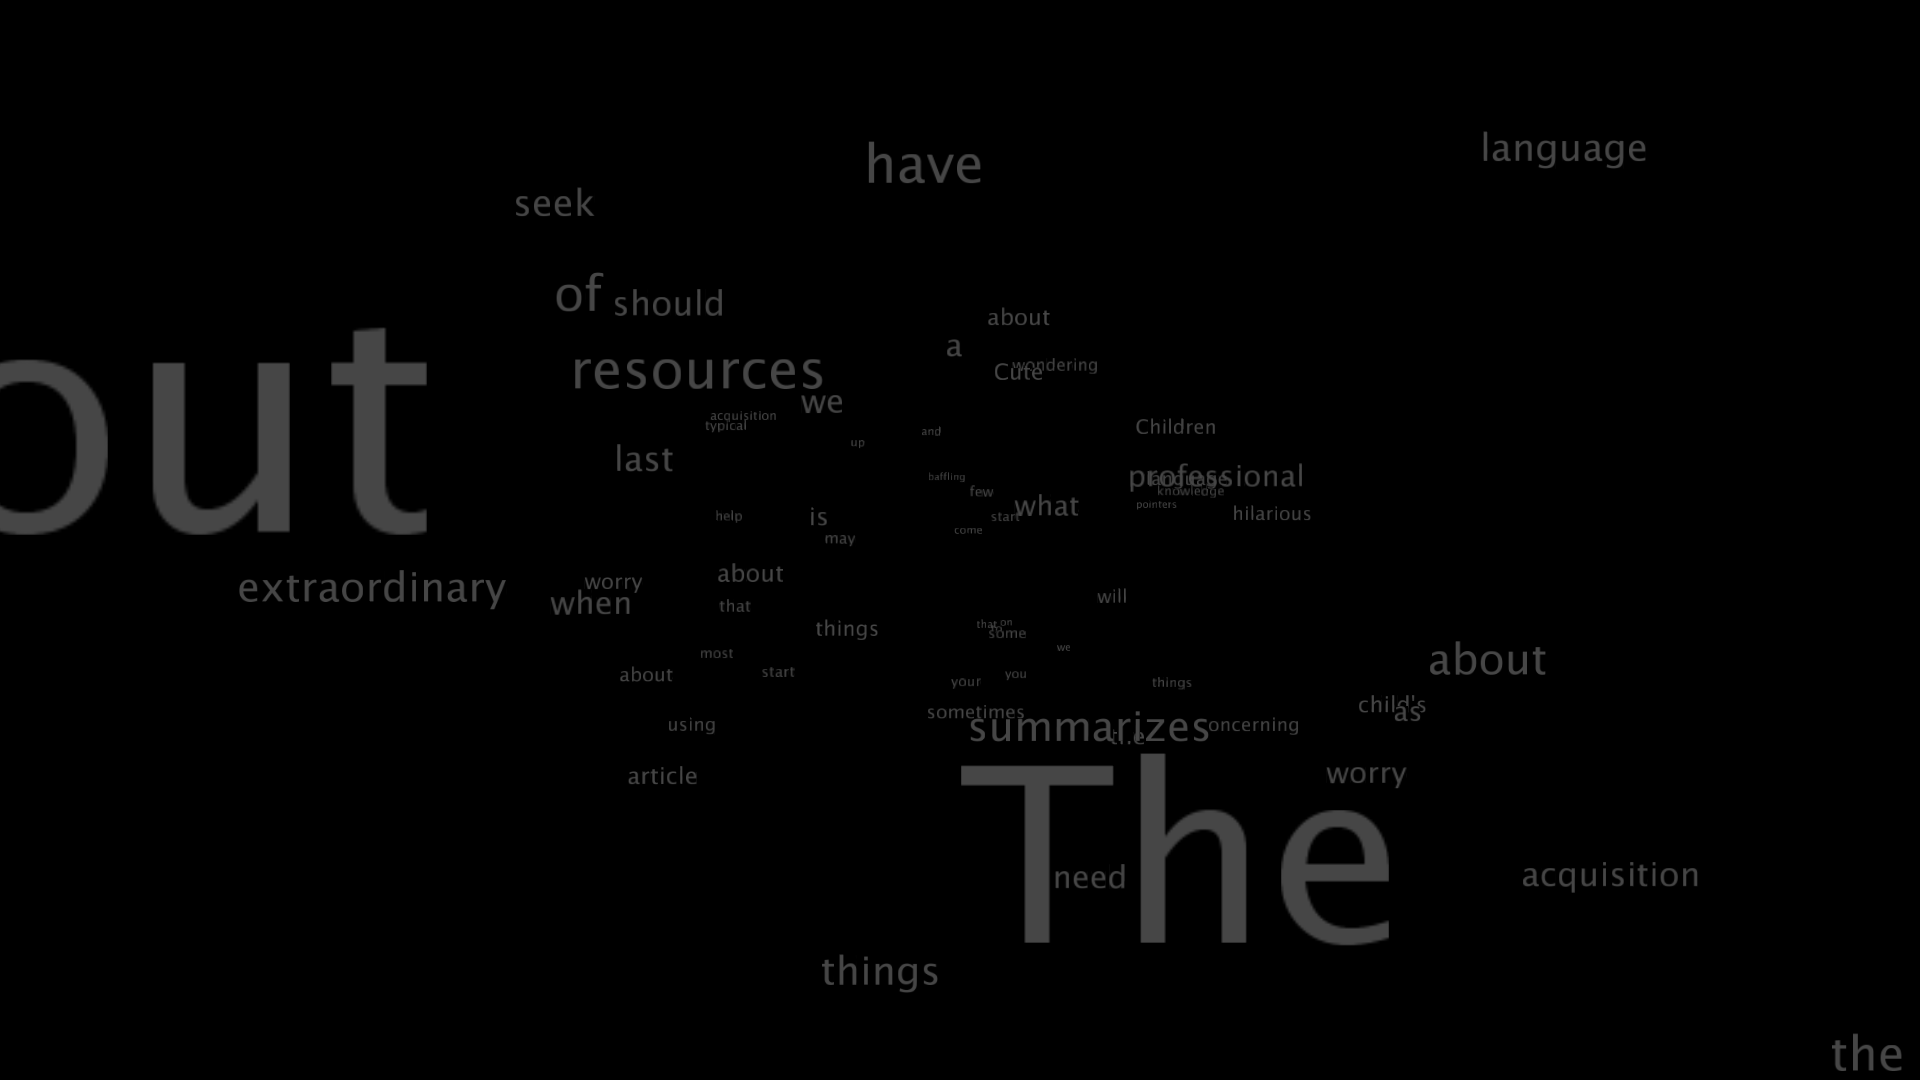 language
have
seek
of
should
about
a
Cute
wondering
resources
we
acquisition
typical
up
and
Children
out
last
professional
language
knowledge
pointers
baffling
few
what
start
hilarious
help
is
come
may
about
worry
when
extraordinary
that
will
things
that
on
to
some
we
most
about
start
your
you
things
about
sometimes
child's
as
using
summarizes
oncerning
the
article
worry
The
need
acquisition
things
the